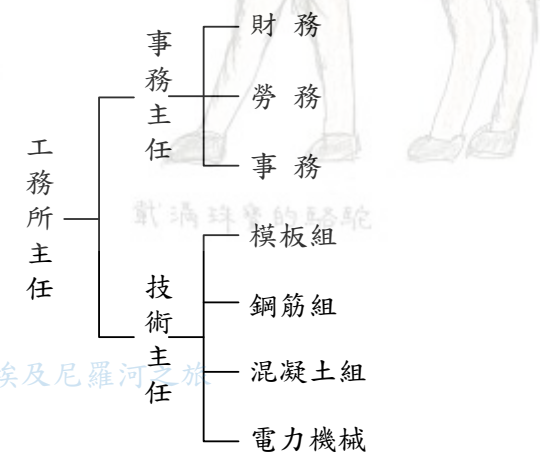 工務所主任
事務主任
財務
勞務
事務
技術主任
模板組
鋼筋組
混凝土組
電力機械
載滿珠寶的駱駝
埃及尼羅河之旅